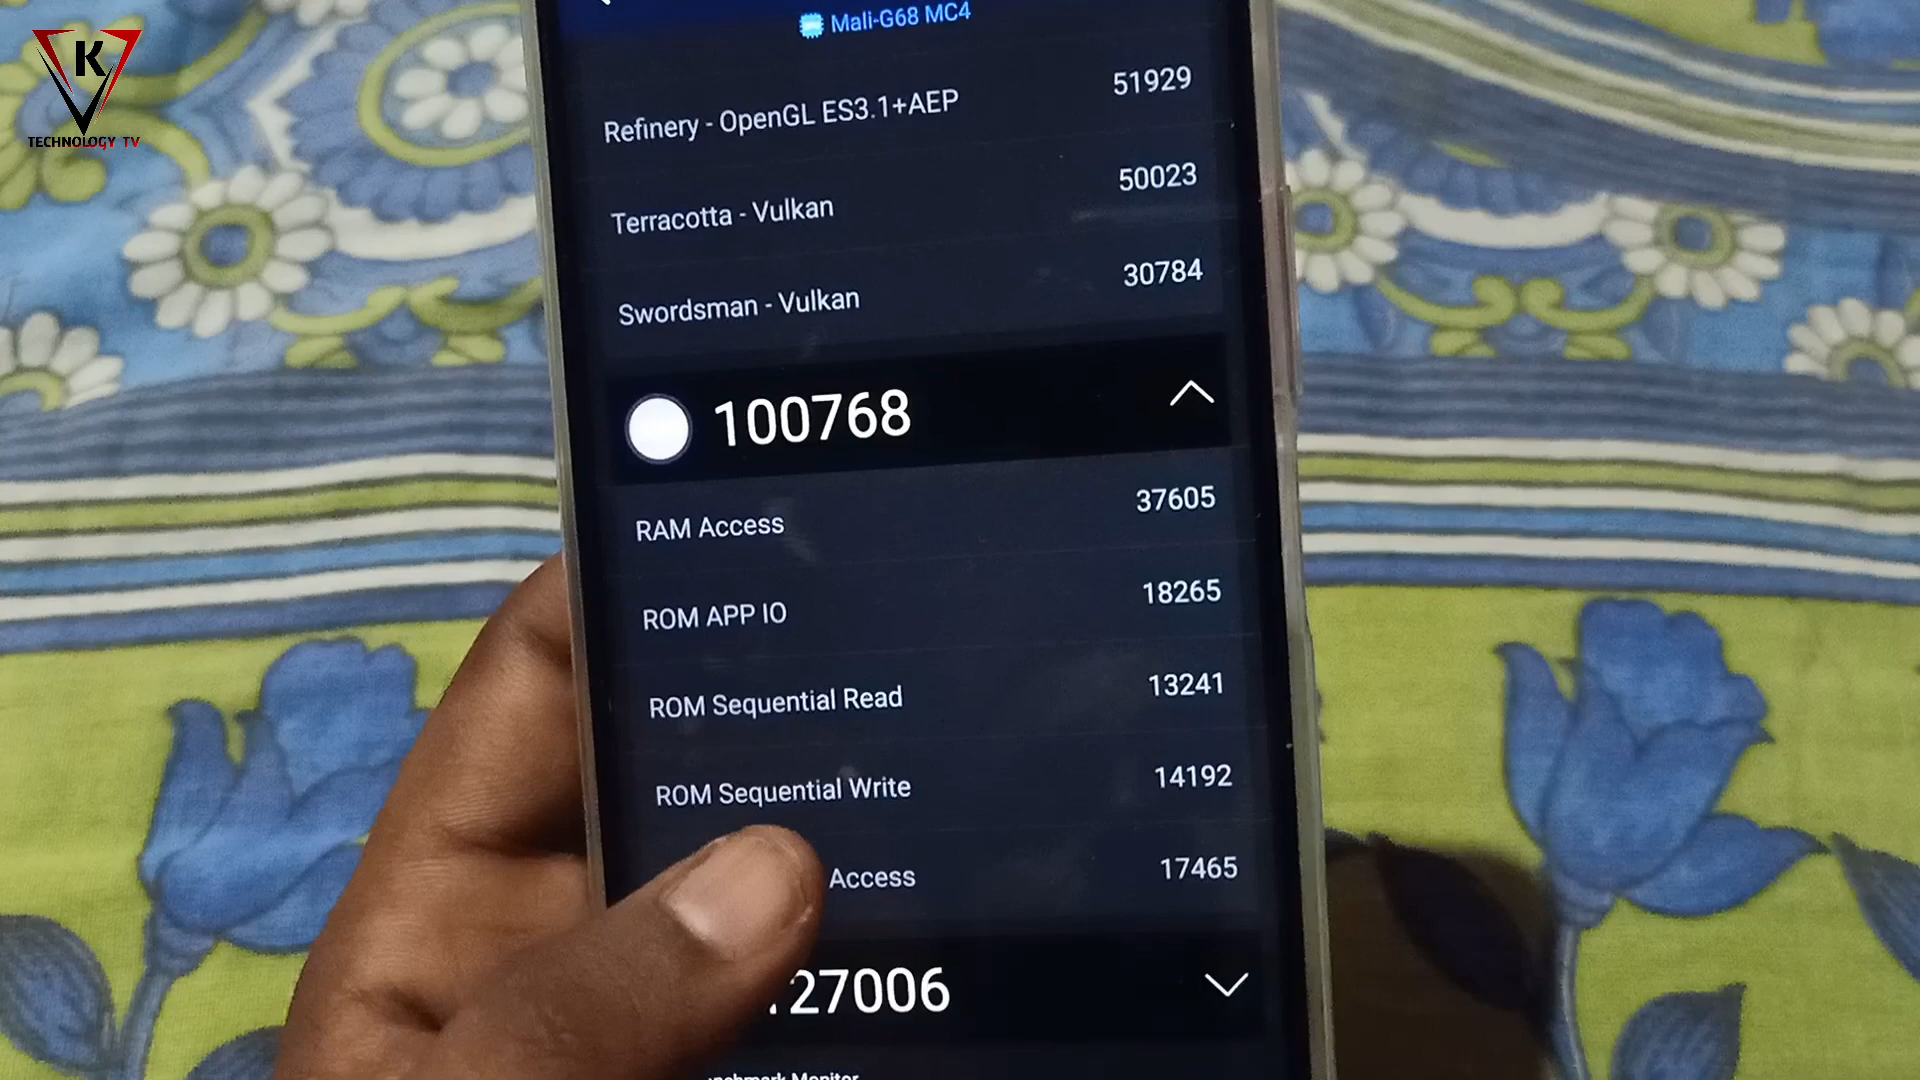 K
TECHNOLOGY TV
Mali-G68 MC4
Refinery - OpenGL ES3.1+AEP 51929
Terracotta - Vulkan 50023
Swordsman - Vulkan 30784
100768
RAM Access 37605
ROM APP IO 18265
ROM Sequential Read 13241
ROM Sequential Write 14192
Access 17465
27006
Monitor